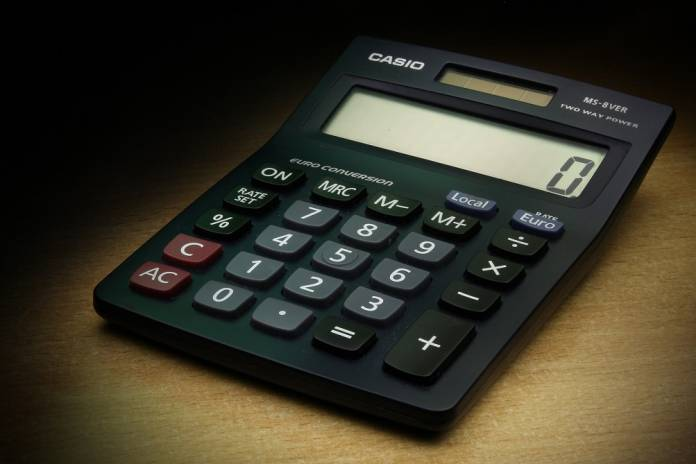 CASIO
MS-8VER
TWO WAY POWER
0
EURO CONVERSION
ON
MRC
M−
Local
RATE
Euro
RATE
SET
7
8
M+
÷
%
4
5
9
×
C
1
2
6
−
AC
0
·
3
=
+